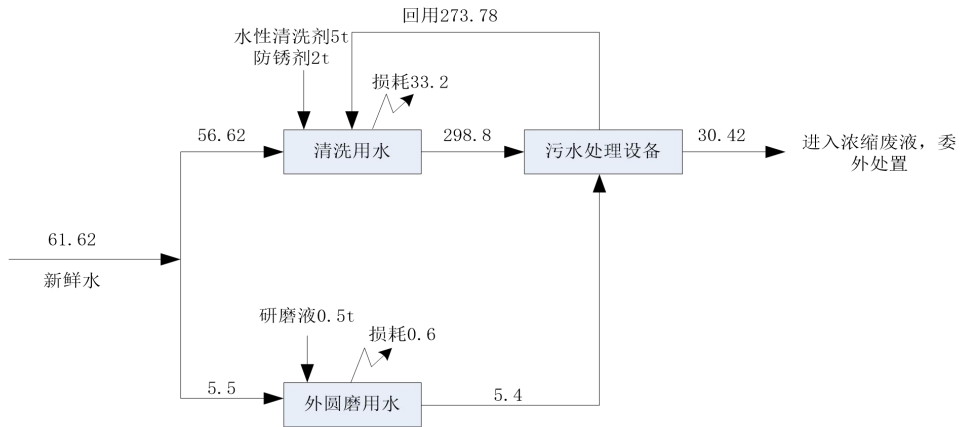 回用273.78
水性清洗剂5t
防锈剂2t
损耗33.2
56.62
清洗用水
298.8
污水处理设备
30.42
进入浓缩废液，委
外处置
61.62
新鲜水
研磨液0.5t
损耗0.6
5.5
外圆磨用水
5.4